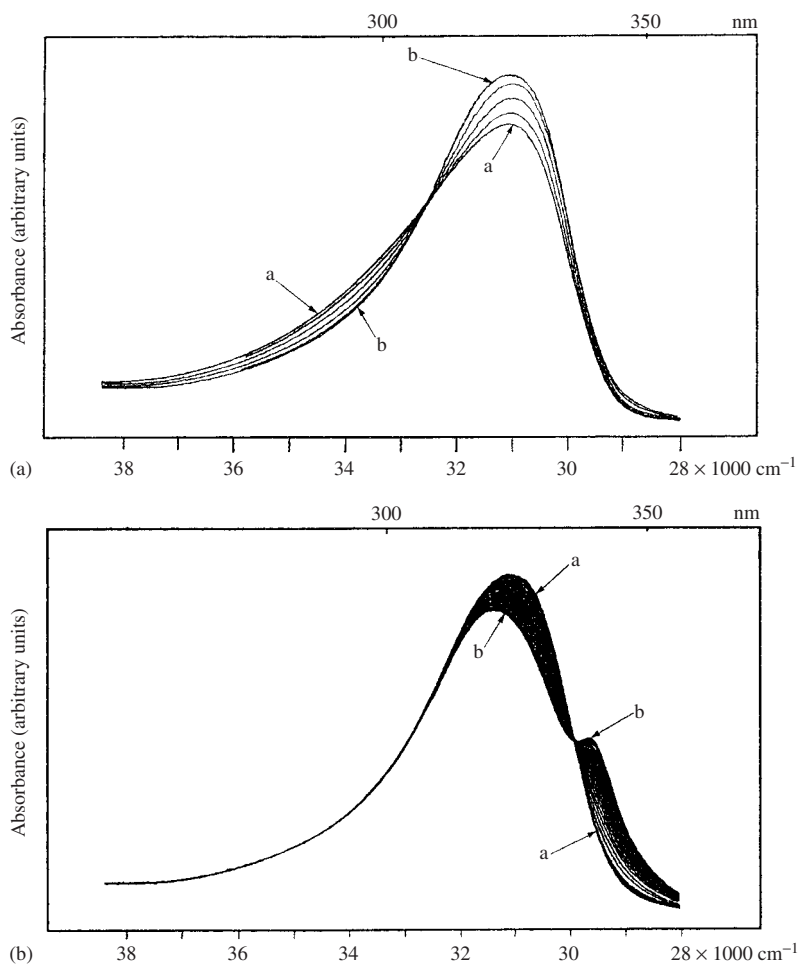 300 350 nm
b
a
a
b
Absorbance (arbitrary units)
(a) 38 36 34 32 30 28 × 1000 cm⁻¹
300 350 nm
a
b
b
a
Absorbance (arbitrary units)
(b) 38 36 34 32 30 28 × 1000 cm⁻¹